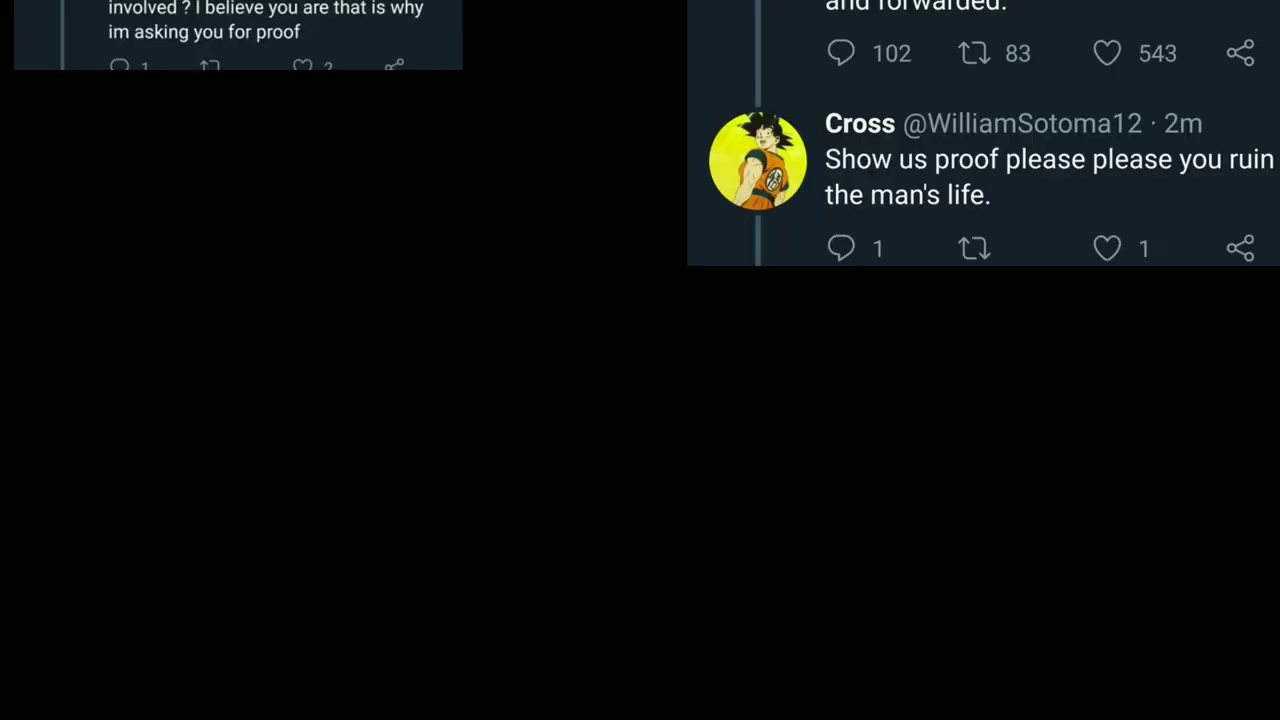 involved ? I believe you are that is why
im asking you for proof
1 2
and forwarded.
102 83 543
Cross @WilliamSotoma12 · 2m
Show us proof please please you ruin
the man's life.
1 1